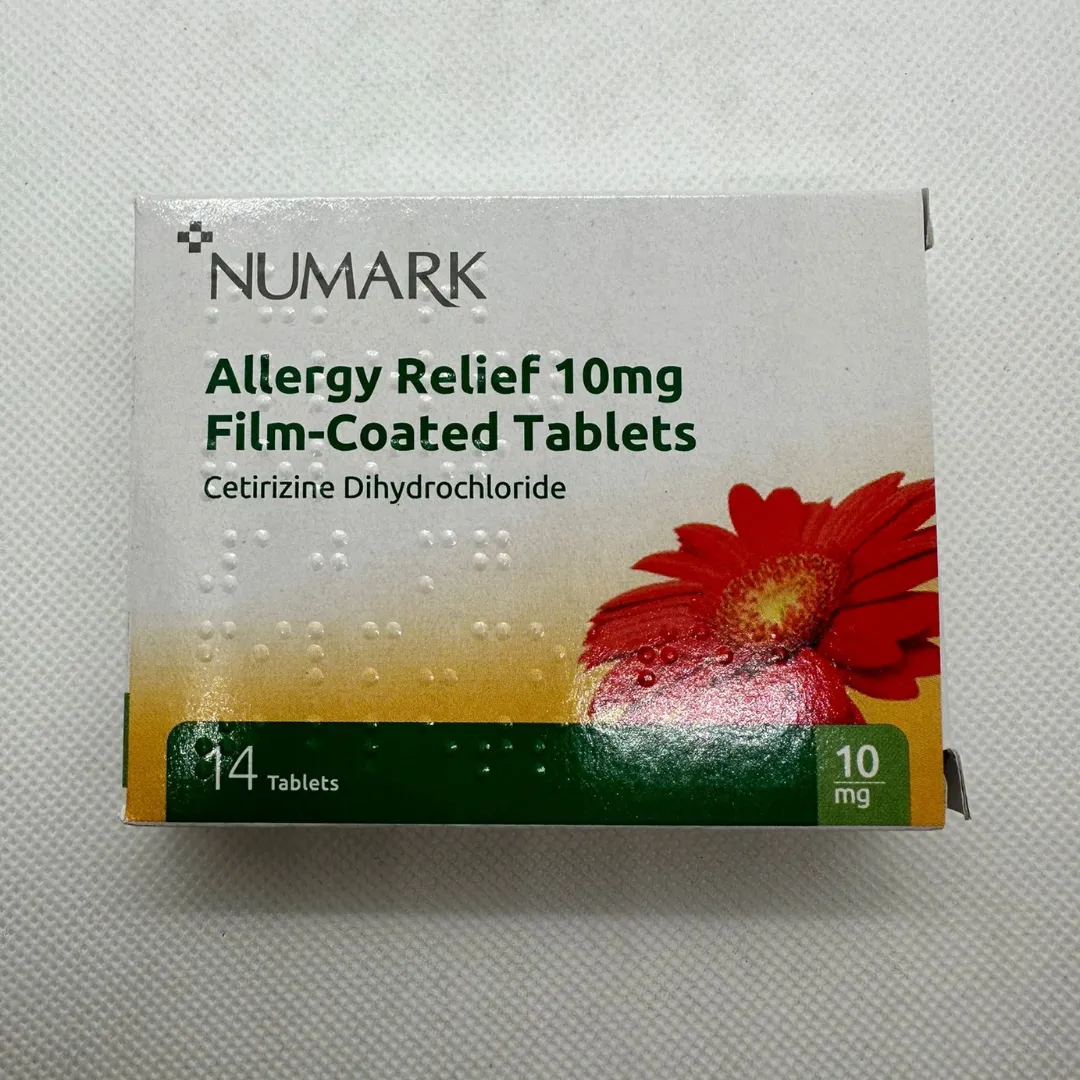 NUMARK
Allergy Relief 10mg
Film-Coated Tablets
Cetirizine Dihydrochloride
14 Tablets
10
mg